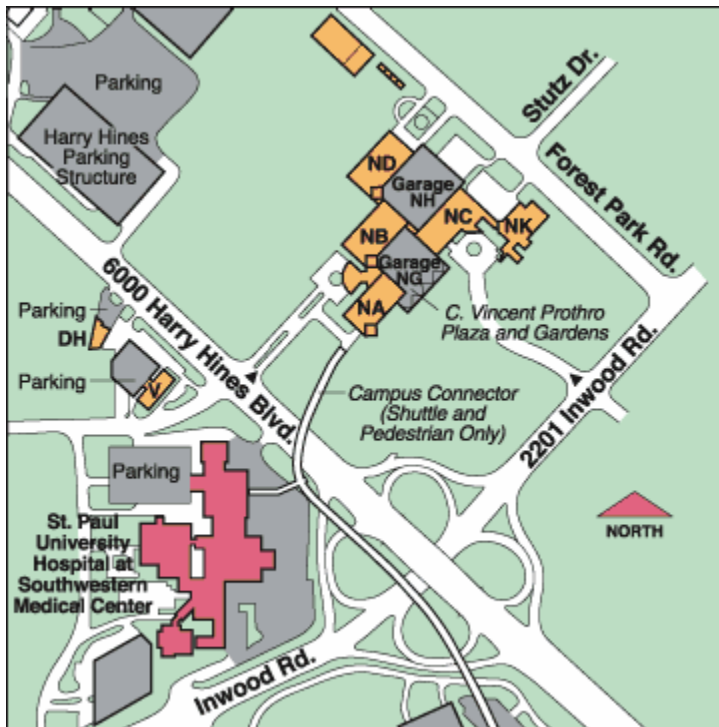 Parking
Harry Hines
Parking
Structure
Stutz Dr.
Forest Park Rd.
ND
Garage
NH
NC
NK
NB
Garage
NG
NA
C. Vincent Prothro
Plaza and Gardens
6000 Harry Hines Blvd.
Parking
DH
Parking
V
Campus Connector
(Shuttle and
Pedestrian Only)
2201 Inwood Rd.
Parking
St. Paul
University
Hospital at
Southwestern
Medical Center
NORTH
Inwood Rd.